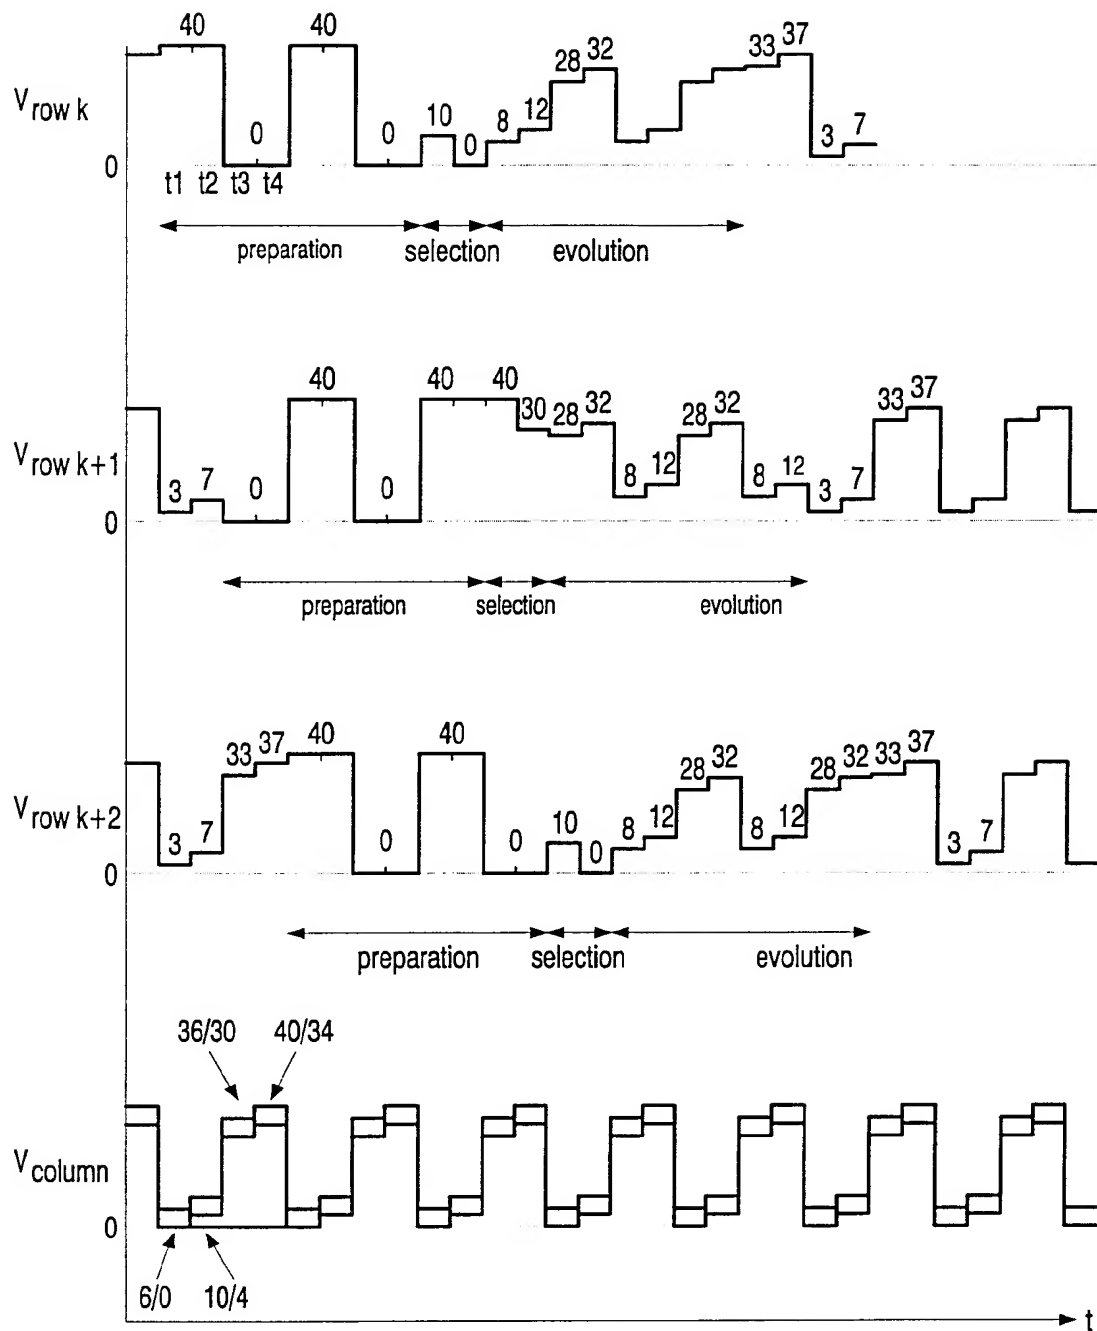 40 40
V row k
10 0 8 12 28 32 33 37
0 0 3 7
0
t1 t2 t3 t4
preparation selection evolution
40 40 40
30 28 32 28 32 33 37
V row k+1
3 7 0 0 8 12 8 12 3 7
0
preparation selection evolution
33 37 40 40
28 32 28 32 33 37
V row k+2
3 7 0 0 10 0 8 12 8 12 3 7
0
preparation selection evolution
36/30 40/34
V column
0
6/0 10/4
t